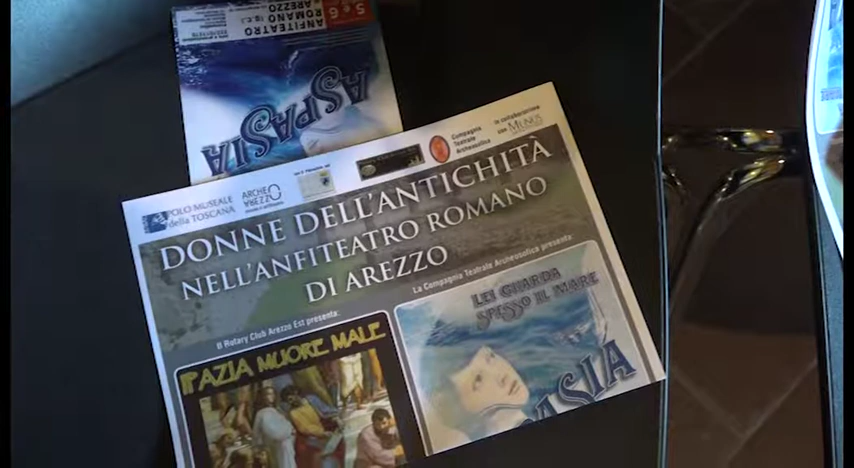 5 e 6
ANFITEATRO
ROMANO
AREZZO
ASPASIA
POLO MUSEALE
della TOSCANA
ARCHEO
AREZZO
Compagnia
Teatrale
Archeosofica
in collaborazione
con MUNUS
DONNE DELL'ANTICHITÀ
NELL'ANFITEATRO ROMANO
DI AREZZO
Il Rotary Club Arezzo Est presenta:
IPAZIA MUORE MALE
La Compagnia Teatrale Archeosofica presenta:
LEI GUARDA
SPESSO IL MARE
ASPASIA